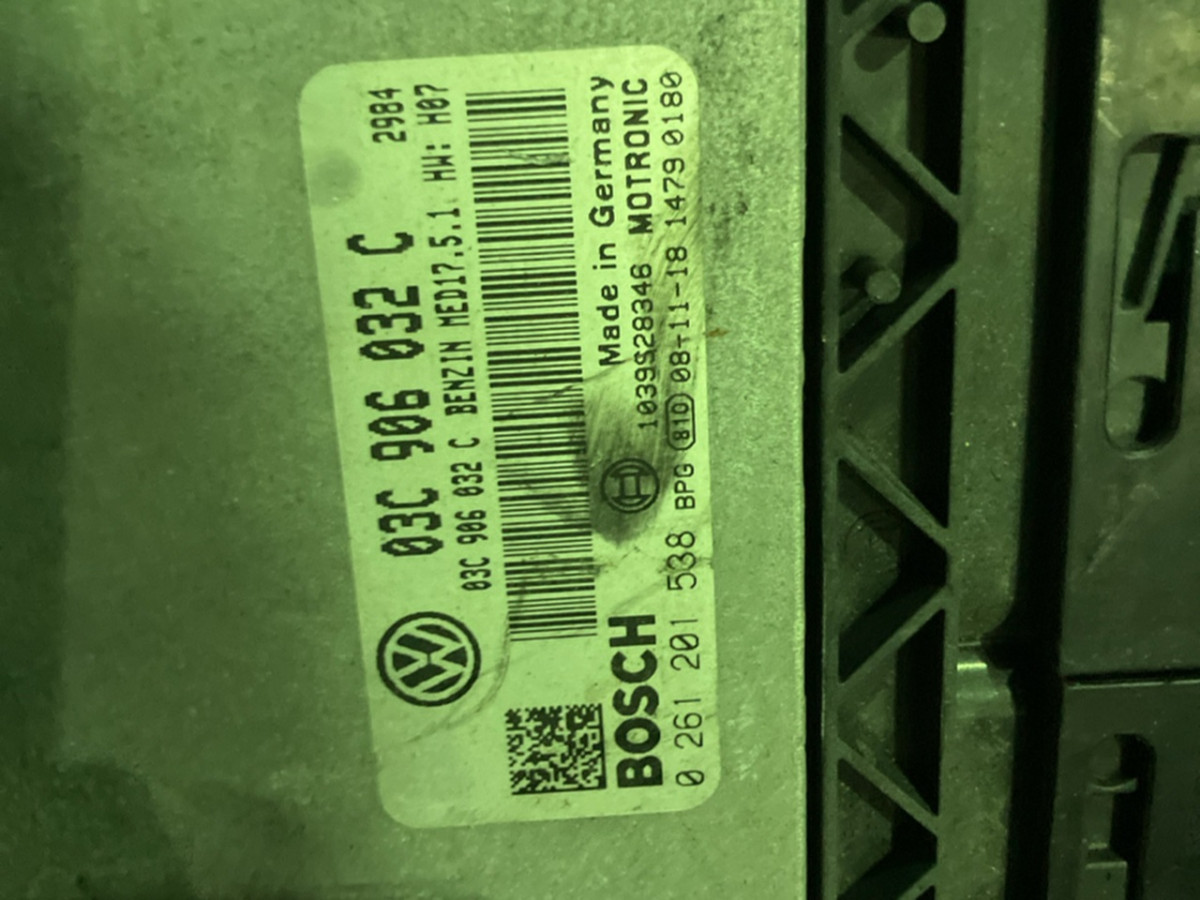 2984
03C 906 032 C
03C 906 032 C BENZIN MED17.5.1 HW: H07
Made in Germany
BOSCH 1039S28346 MOTRONIC
0 261 201 538 BPG 810 08-11-18 1479 0180